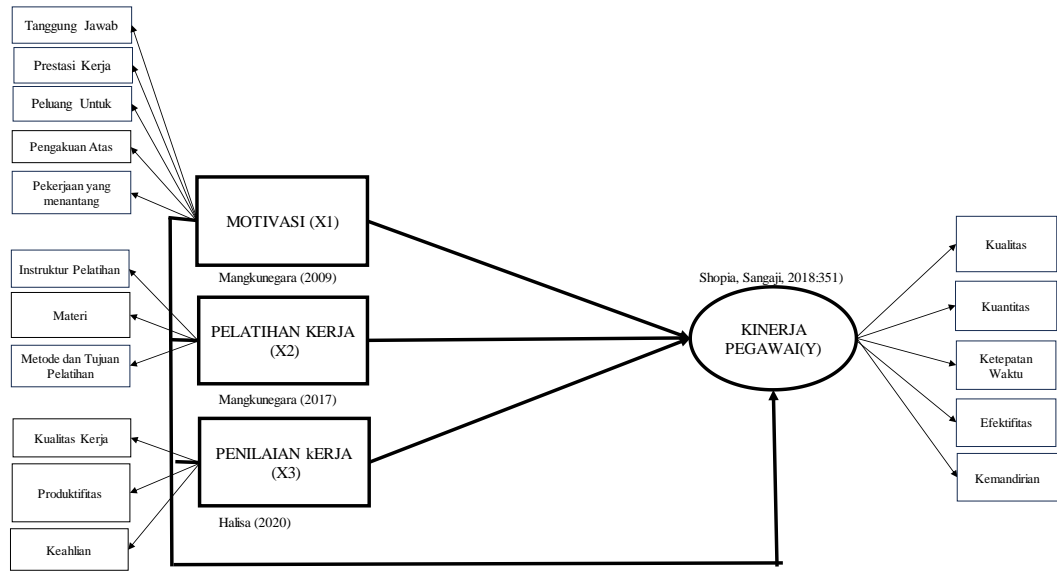 Tanggung Jawab
Prestasi Kerja
Peluang Untuk
Pengakuan Atas
Pekerjaan yang
menantang
MOTIVASI (X1)
Mangkunegara (2009)
Instruktur Pelatihan
Materi
Metode dan Tujuan
Pelatihan
PELATIHAN KERJA
(X2)
Mangkunegara (2017)
Kualitas Kerja
Produktifitas
Keahlian
PENILAIAN kERJA
(X3)
Halisa (2020)
Shopia, Sangaji, 2018:351)
KINERJA
PEGAWAI(Y)
Kualitas
Kuantitas
Ketepatan
Waktu
Efektifitas
Kemandirian